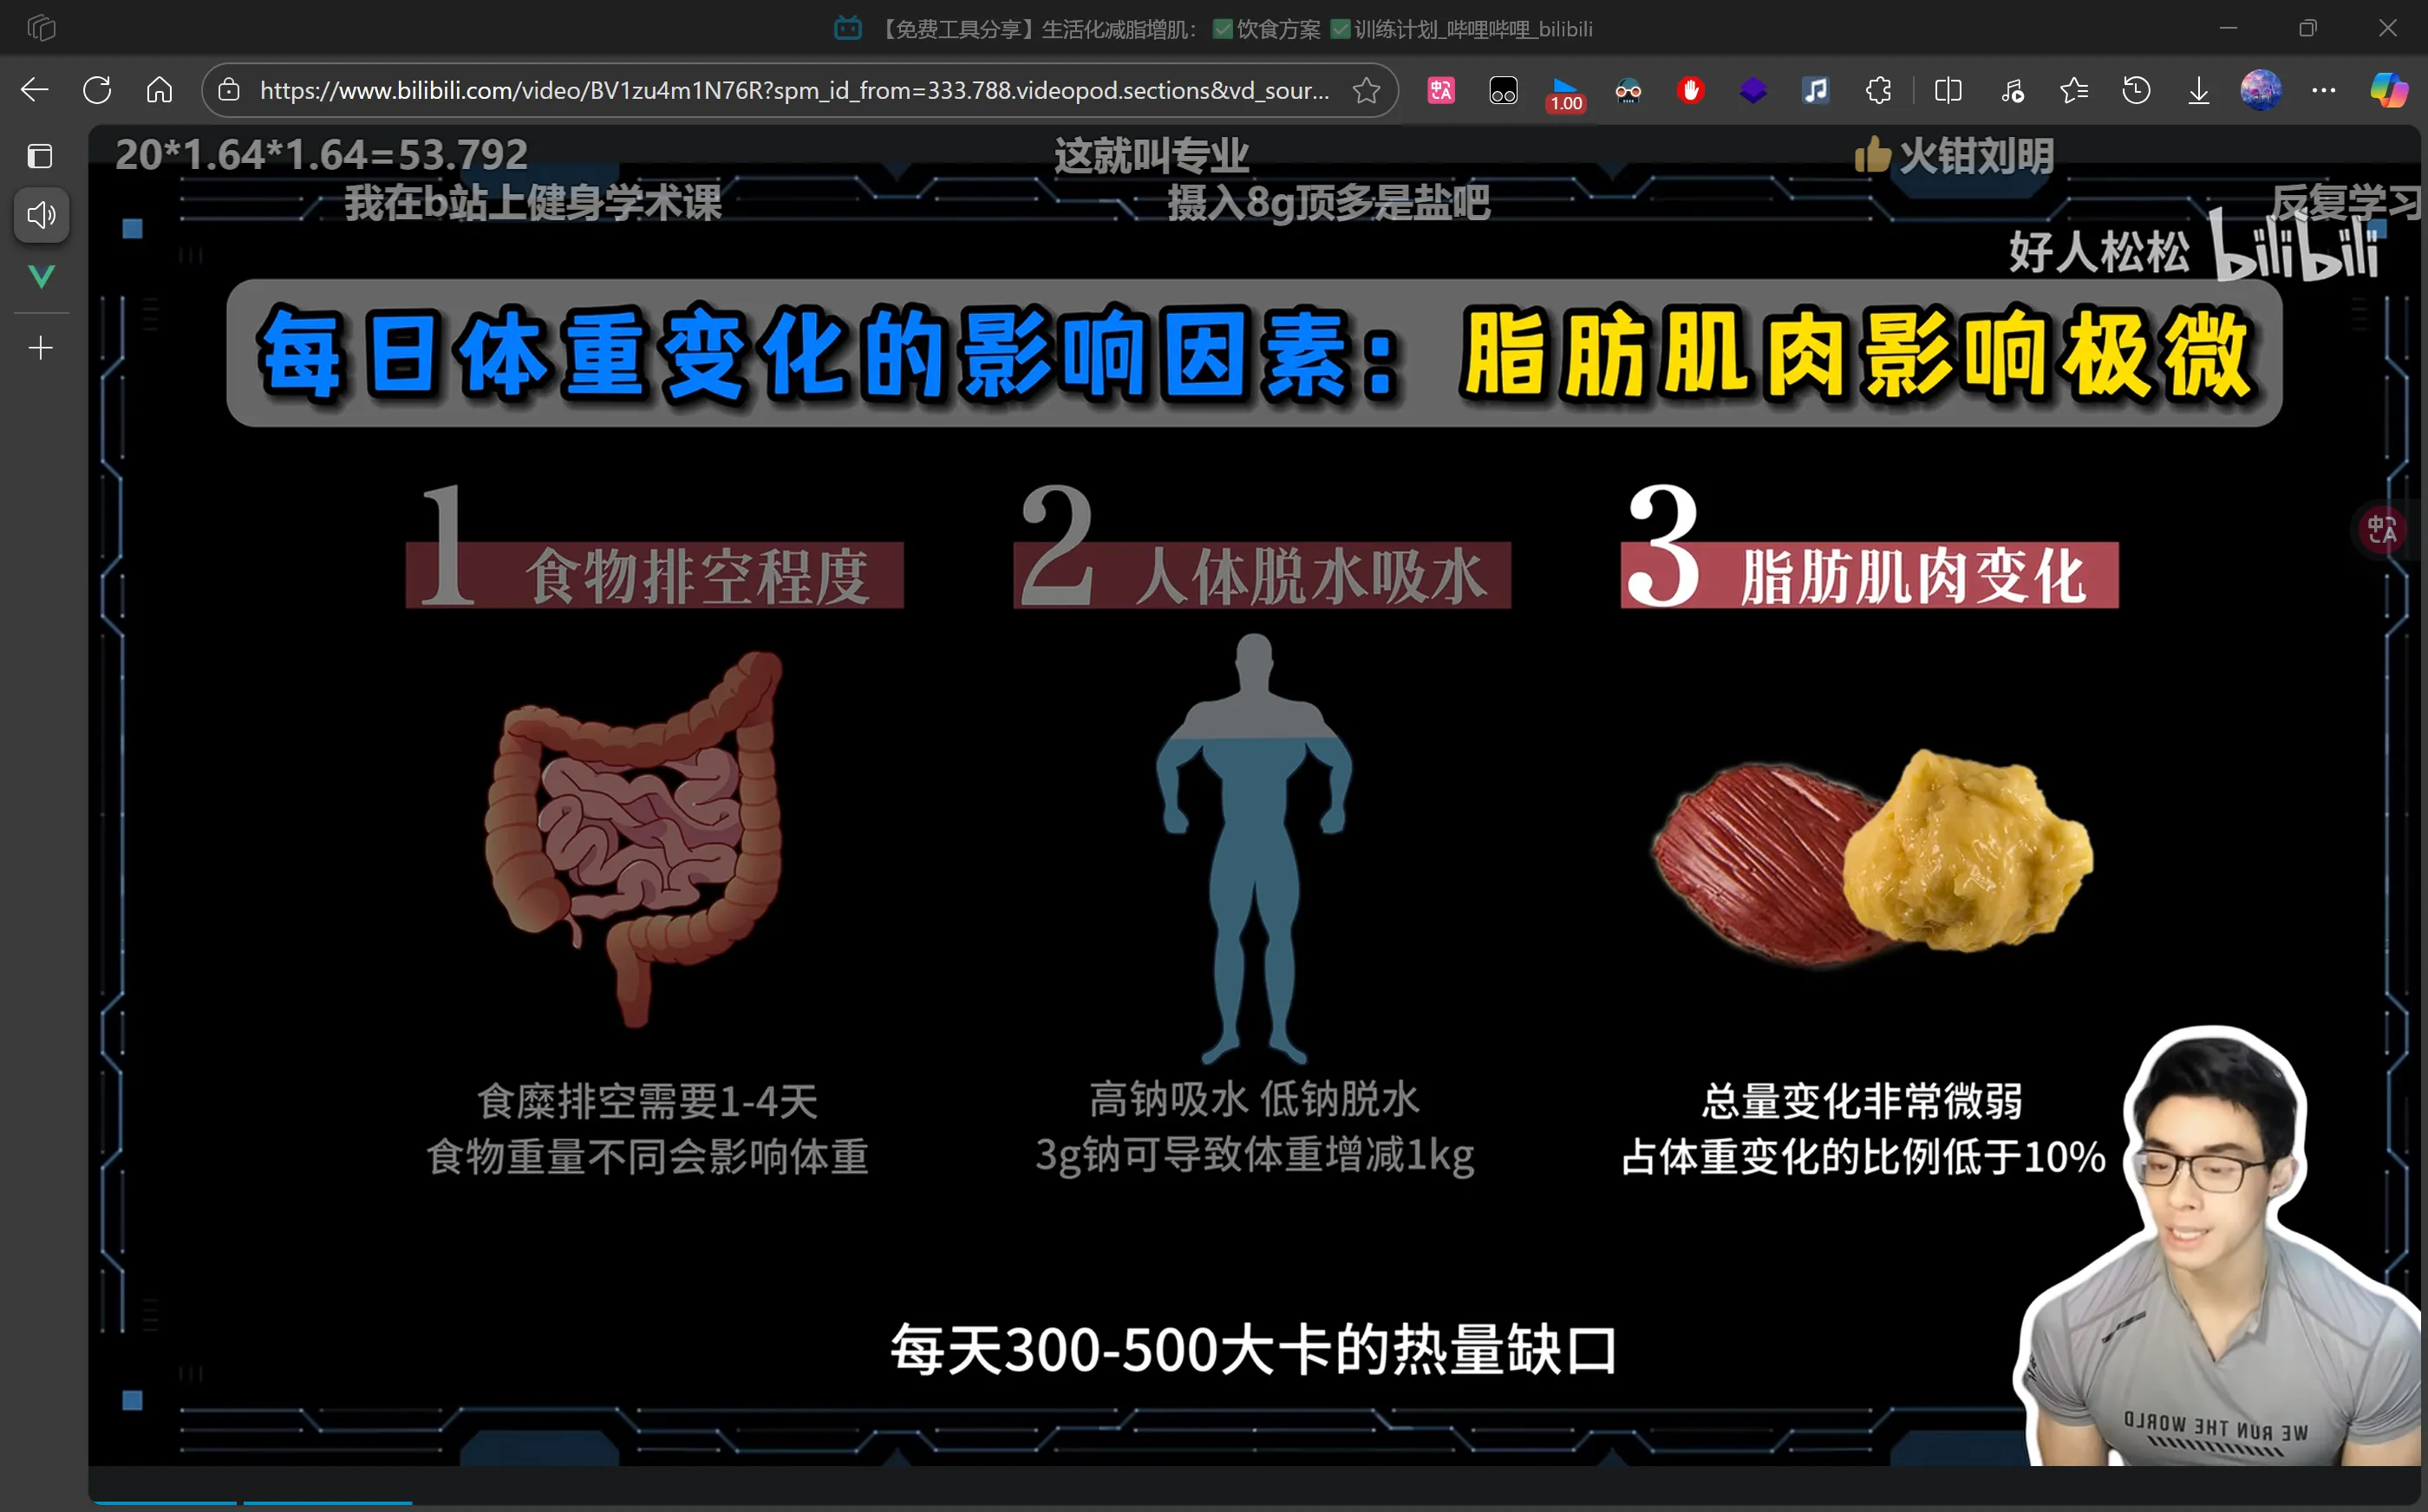 【免费工具分享】生活化减脂增肌：✅饮食方案 ✅训练计划_哔哩哔哩_bilibili
https://www.bilibili.com/video/BV1zu4m1N76R?spm_id_from=333.788.videopod.sections&vd_sour...
1.00
20*1.64*1.64=53.792
这就叫专业
👍火钳刘明
我在b站上健身学术课
摄入8g顶多是盐吧
反复学习
好人松松 bilibili
每日体重变化的影响因素：脂肪肌肉影响极微
1 食物排空程度
2 人体脱水吸水
3 脂肪肌肉变化
中A
食糜排空需要1-4天
食物重量不同会影响体重
高钠吸水 低钠脱水
3g钠可导致体重增减1kg
总量变化非常微弱
占体重变化的比例低于10%
每天300-500大卡的热量缺口
WE RUN THE WORLD